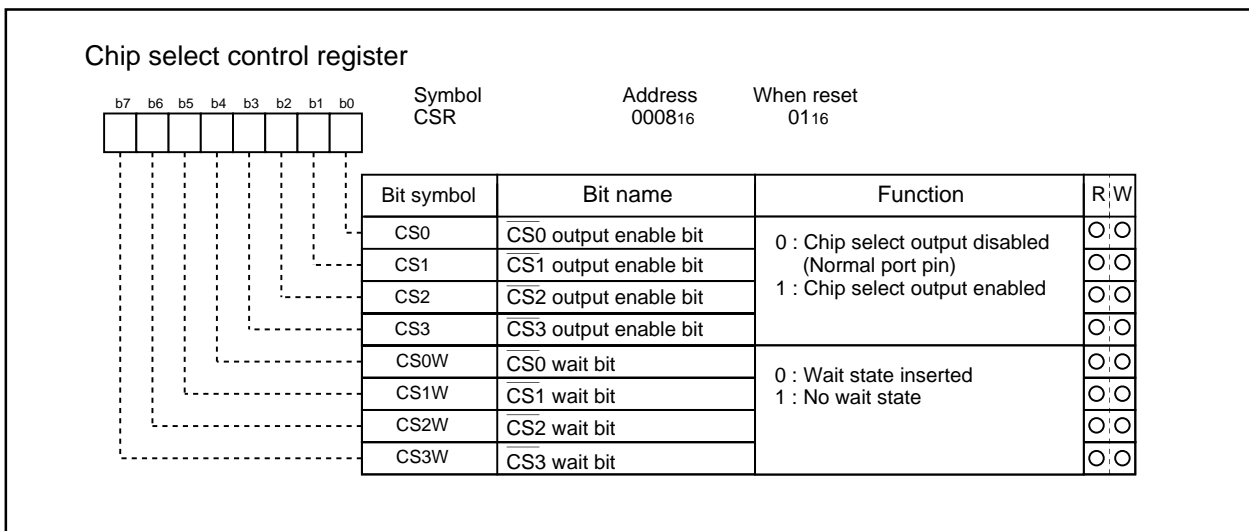 Chip select control register
b7 b6 b5 b4 b3 b2 b1 b0
Symbol Address When reset
CSR 000816 0116
Bit symbol Bit name Function R W
CS0 CS0 output enable bit 0 : Chip select output disabled
(Normal port pin)
CS1 CS1 output enable bit
1 : Chip select output enabled
CS2 CS2 output enable bit
CS3 CS3 output enable bit
CS0W CS0 wait bit 0 : Wait state inserted
CS1W CS1 wait bit 1 : No wait state
CS2W CS2 wait bit
CS3W CS3 wait bit